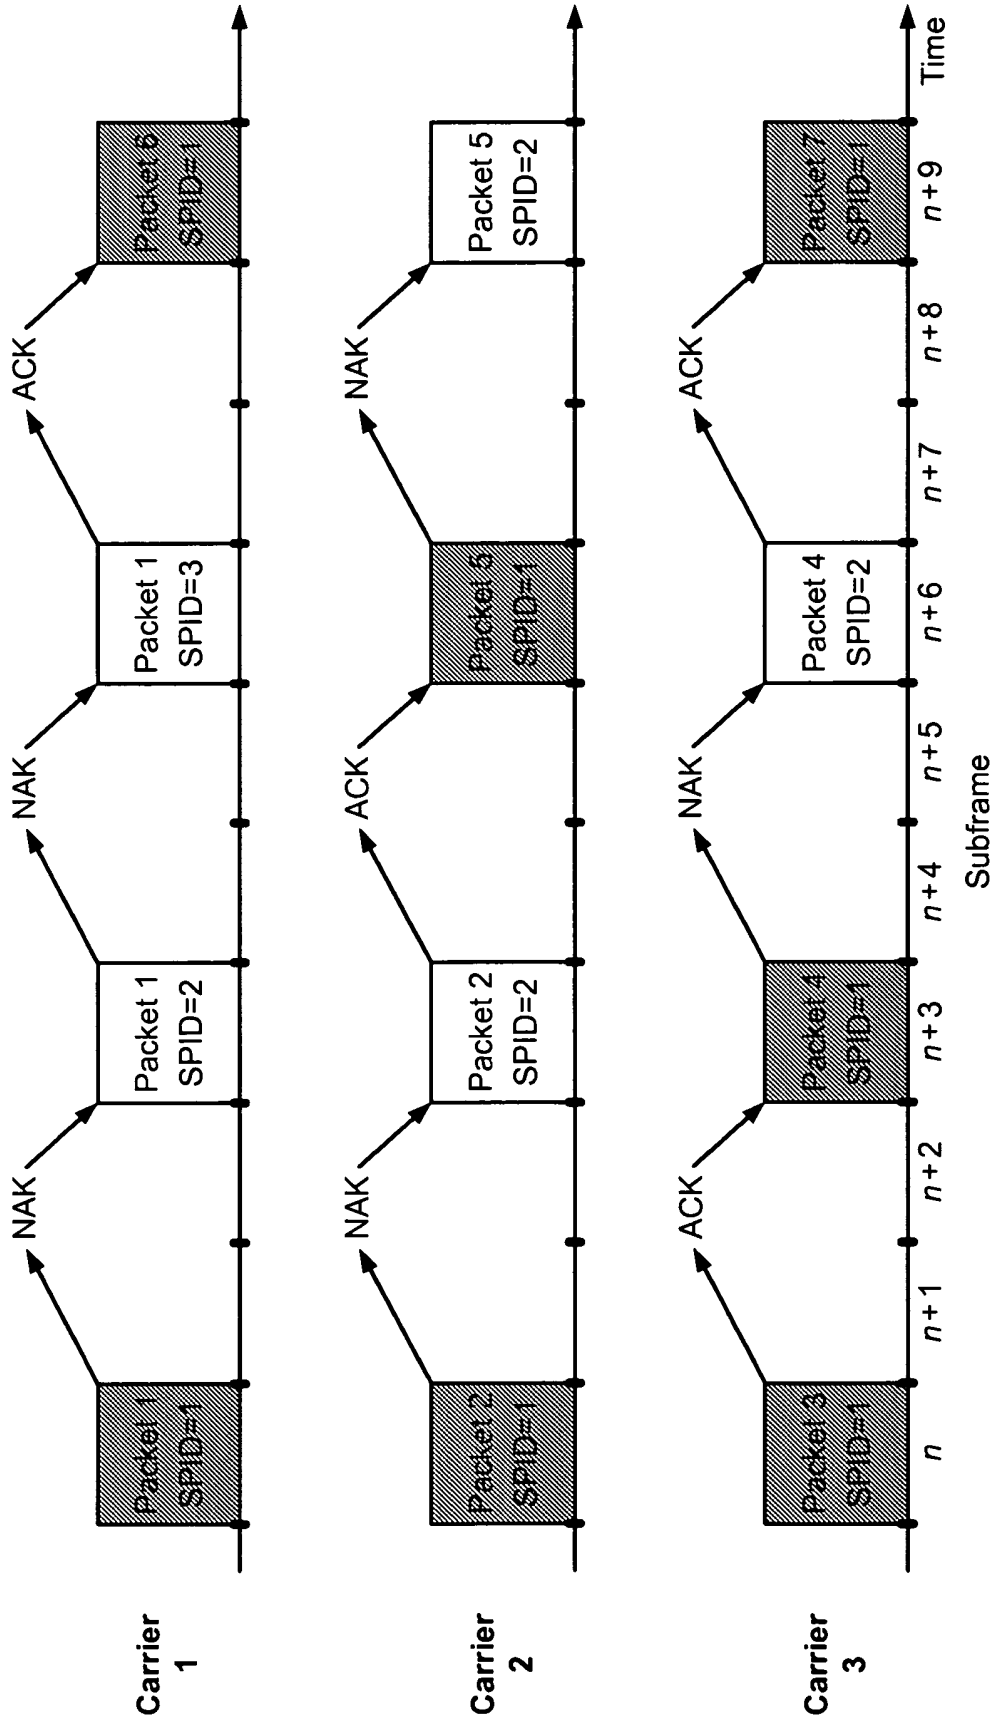 Carrier
1
Packet 1
SPID=1
NAK
Packet 1
SPID=2
NAK
Packet 1
SPID=3
ACK
Packet 6
SPID=1
Carrier
2
Packet 2
SPID=1
NAK
Packet 2
SPID=2
ACK
Packet 5
SPID=1
NAK
Packet 5
SPID=2
Carrier
3
Packet 3
SPID=1
ACK
Packet 4
SPID=1
NAK
Packet 4
SPID=2
ACK
Packet 7
SPID=1
n n+1 n+2 n+3 n+4 n+5 n+6 n+7 n+8 n+9 Time
Subframe